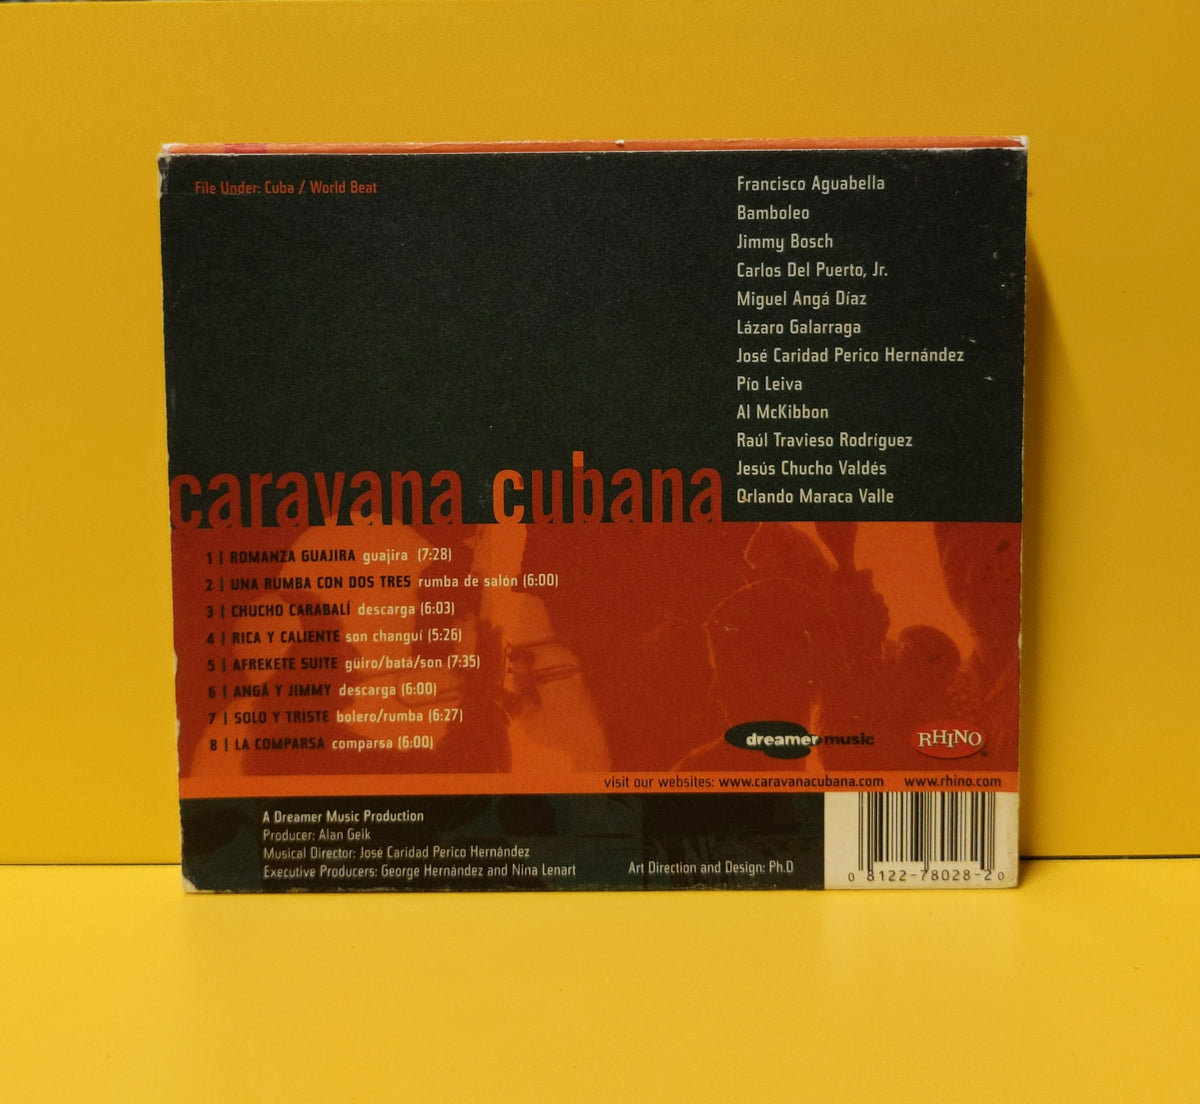 File Under: Cuba / World Beat
Francisco Aguabella
Bamboleo
Jimmy Bosch
Carlos Del Puerto, Jr.
Miguel Angá Díaz
Lázaro Galarraga
José Caridad Perico Hernández
Pío Leiva
Al McKibbon
Raúl Travieso Rodríguez
Jesús Chucho Valdés
Orlando Maraca Valle
caravana cubana
1 | ROMANZA GUAJIRA guajira (7:28)
2 | UNA RUMBA CON DOS TRES rumba de salón (6:00)
3 | CHUCHO CARABALÍ descarga (6:03)
4 | RICA Y CALIENTE son changuí (5:26)
5 | AFREKETE SUITE güiro/batá/son (7:35)
6 | ANGÁ Y JIMMY descarga (6:00)
7 | SOLO Y TRISTE bolero/rumba (6:27)
8 | LA COMPARSA comparsa (6:00)
dreamer music
RHINO
visit our websites: www.caravanacubana.com www.rhino.com
A Dreamer Music Production
Producer: Alan Geik
Musical Director: José Caridad Perico Hernández
Executive Producers: George Hernández and Nina Lenart
Art Direction and Design: Ph.D
0 8122-78028-2 0